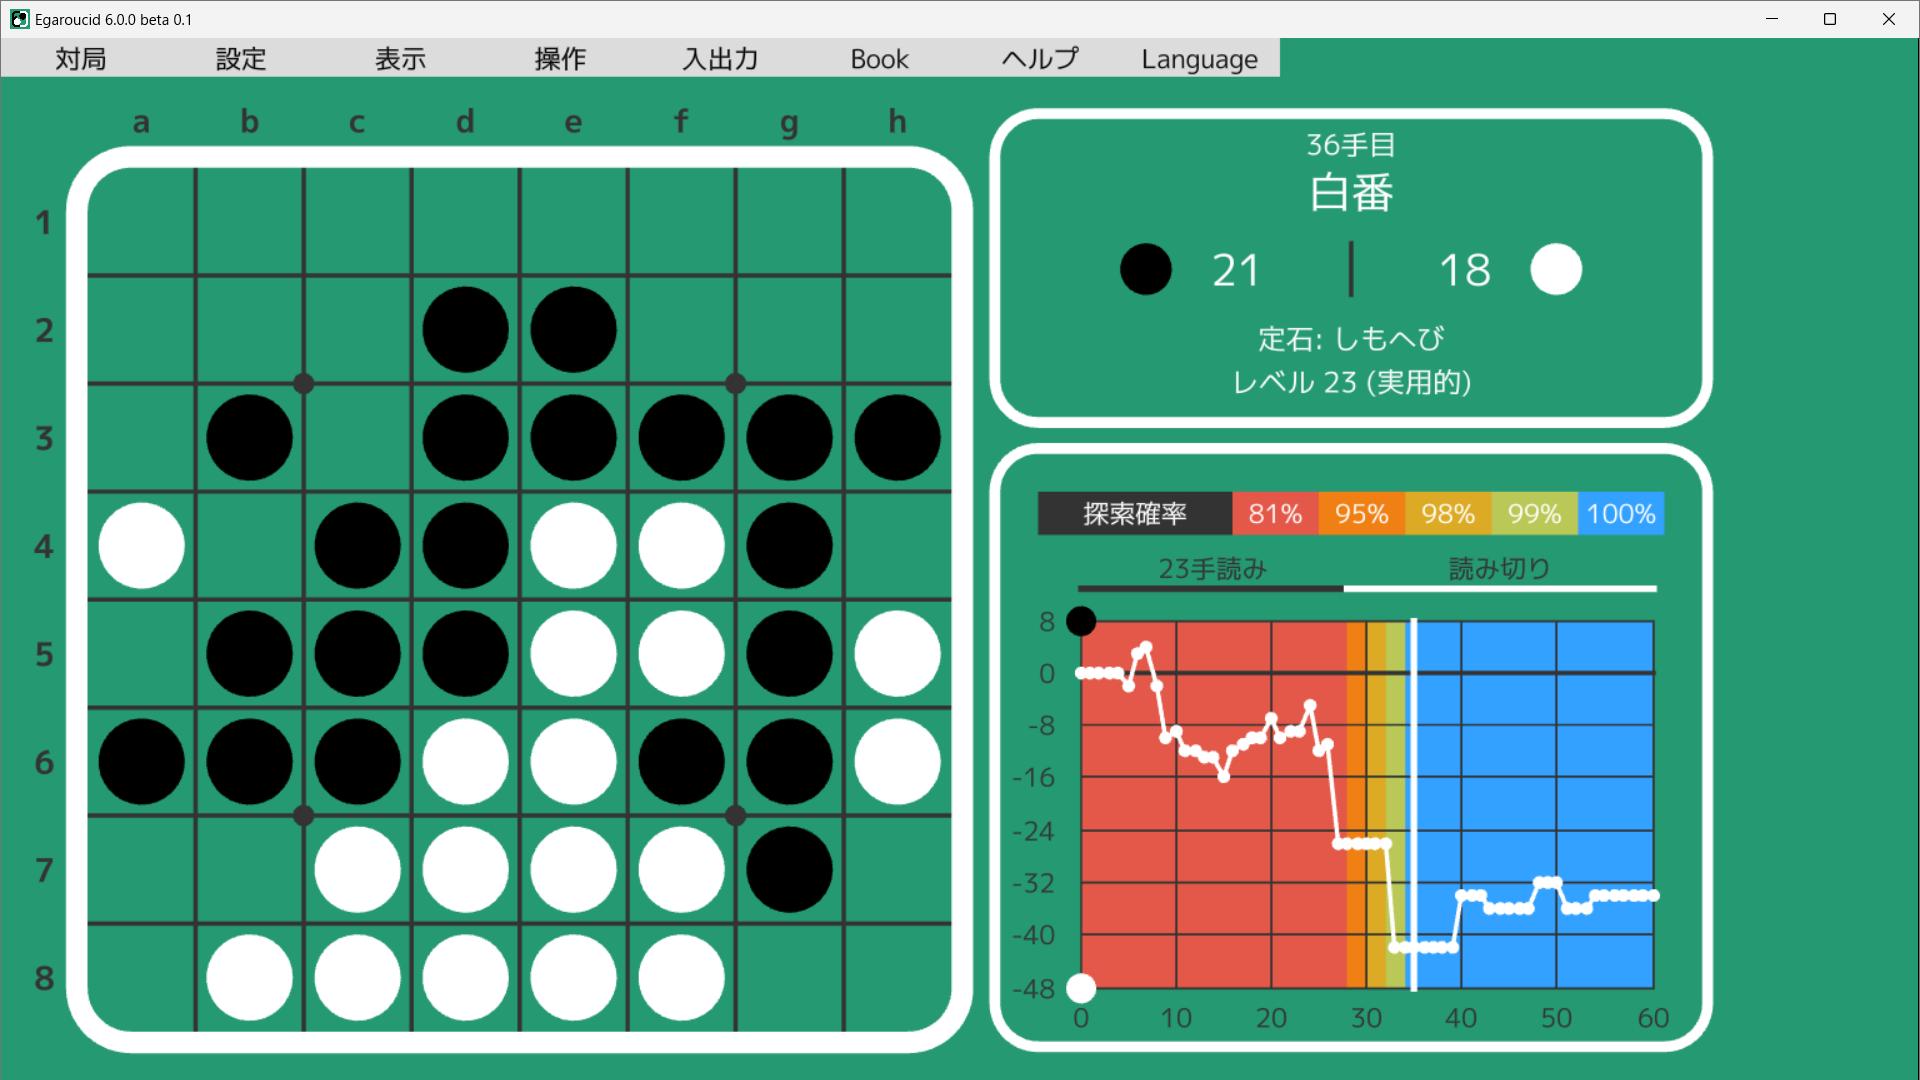 Egaroucid 6.0.0 beta 0.1
対局 設定 表示 操作 入出力 Book ヘルプ Language
a b c d e f g h
1
2
3
4
5
6
7
8
36手目
白番
21 18
定石: しもへび
レベル 23 (実用的)
探索確率 81% 95% 98% 99% 100%
23手読み 読み切り
8
0
-8
-16
-24
-32
-40
-48
0 10 20 30 40 50 60